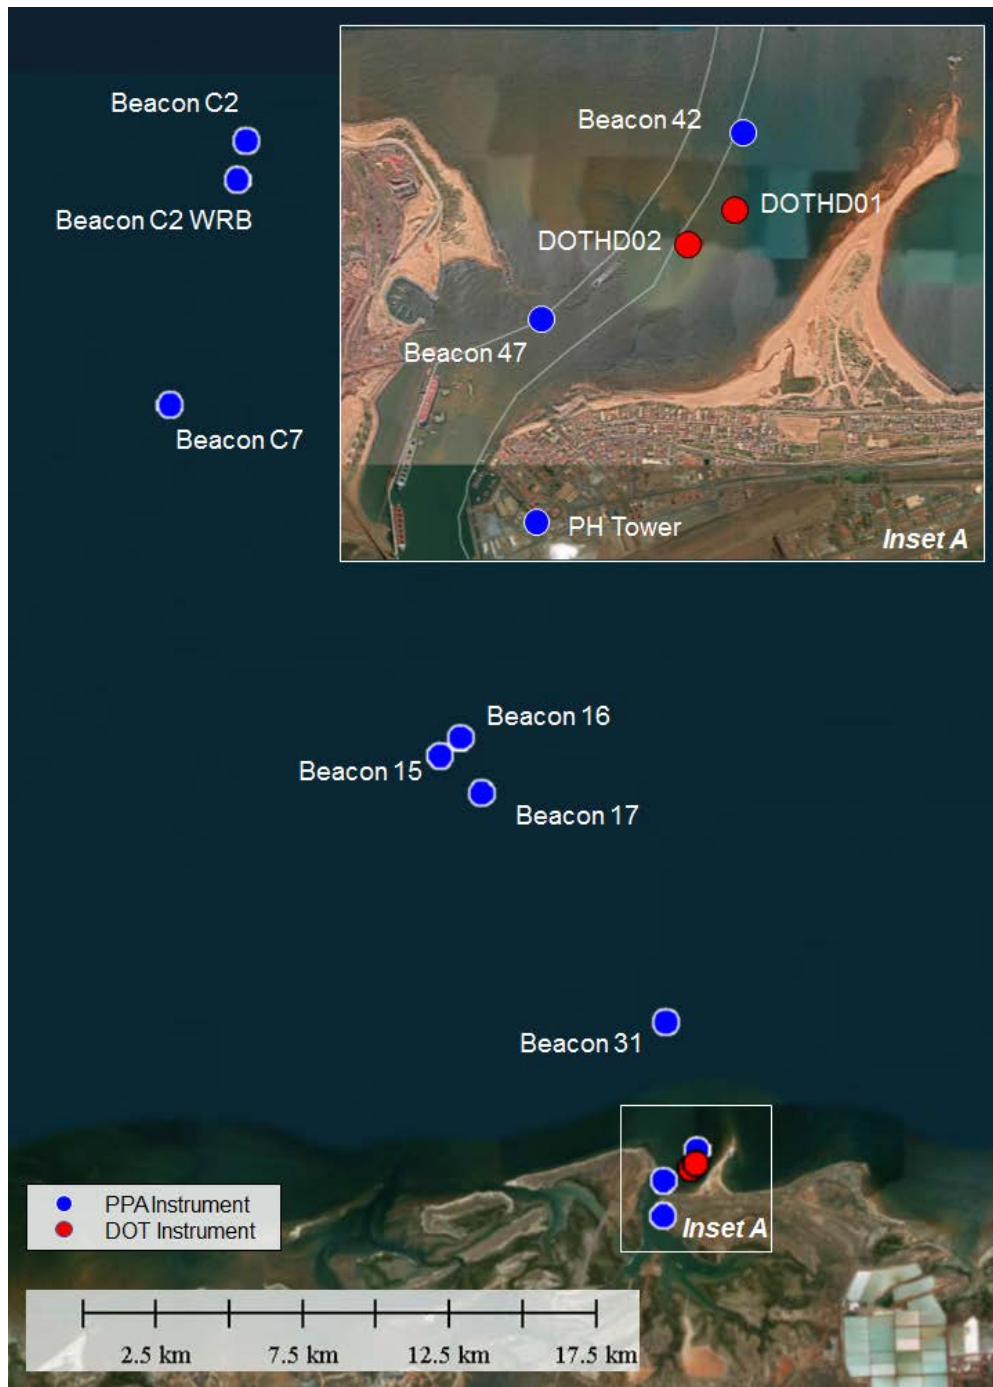 Beacon C2
Beacon C2 WRB
Beacon C7
Beacon 42
DOTHD01
DOTHD02
Beacon 47
PH Tower
Inset A
Beacon 16
Beacon 15
Beacon 17
Beacon 31
Inset A
PPA Instrument
DOT Instrument
2.5 km 7.5 km 12.5 km 17.5 km